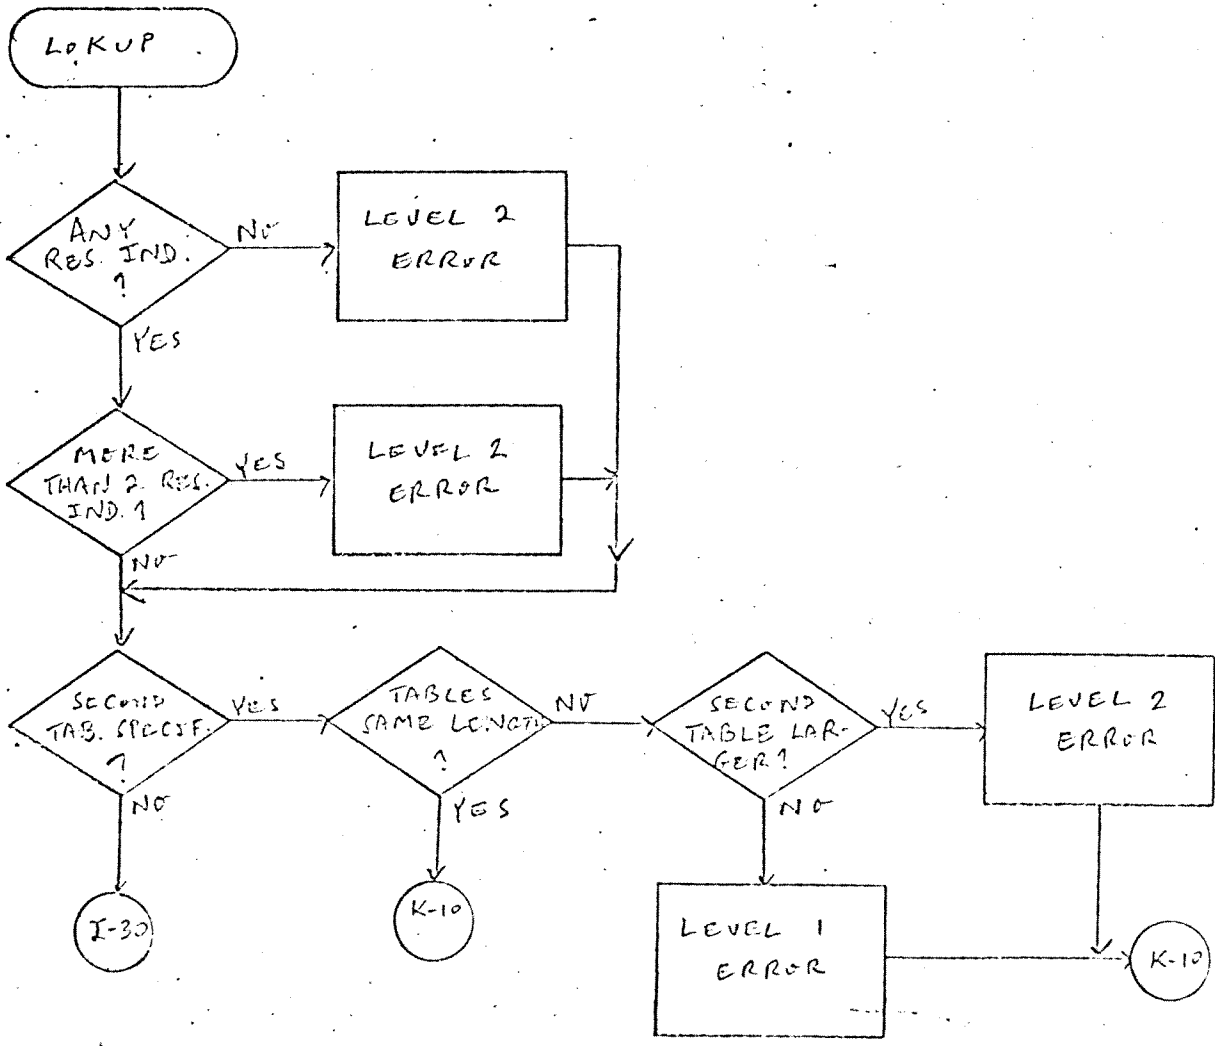 LOKUP
ANY
RES. IND.
?
NO
LEVEL 2
ERROR
YES
MORE
THAN 2 RES.
IND. ?
YES
LEVEL 2
ERROR
NO
SECOND
TAB. SPECIF.
?
YES
TABLES
SAME LENGTH
?
NO
SECOND
TABLE LAR-
GER?
YES
LEVEL 2
ERROR
NO
YES
NO
I-30
K-10
LEVEL 1
ERROR
K-10